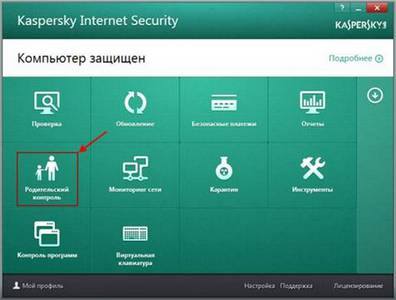 Kaspersky Internet Security
KASPERSKY
Компьютер защищен
Подробнее
Проверка
Обновление
Безопасные платежи
Отчеты
Родительский
контроль
Мониторинг сети
Карантин
Инструменты
Контроль программ
Виртуальная
клавиатура
Мой профиль
Настройка
Поддержка
Лицензирование